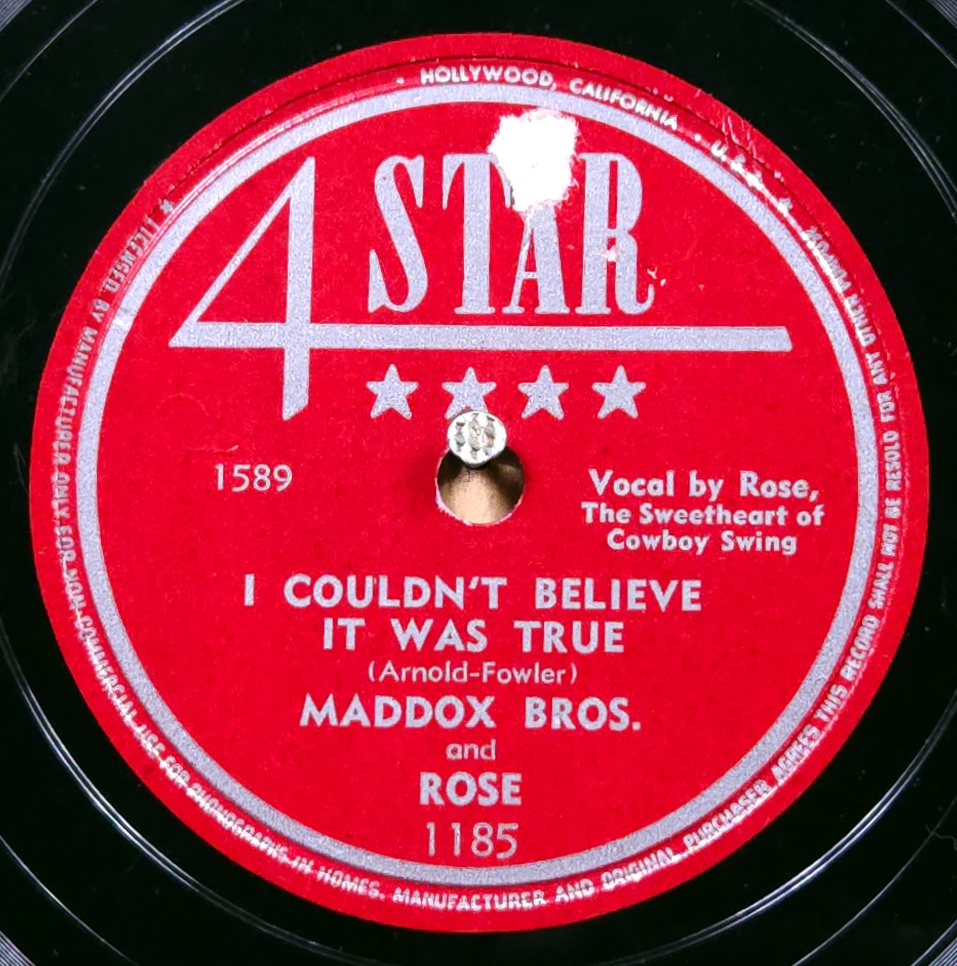 HOLLYWOOD, CALIFORNIA · U. S. A.
4 STAR
1589
Vocal by Rose,
The Sweetheart of
Cowboy Swing
I COULDN'T BELIEVE
IT WAS TRUE
(Arnold-Fowler)
MADDOX BROS.
and
ROSE
1185
LICENSED BY MANUFACTURER ONLY FOR NON-COMMERCIAL USE FOR PHONOGRAPHS IN HOMES. MANUFACTURER AND ORIGINAL PURCHASER AGREES THIS RECORD SHALL NOT BE RESOLD FOR ANY OTHER PURPOSE